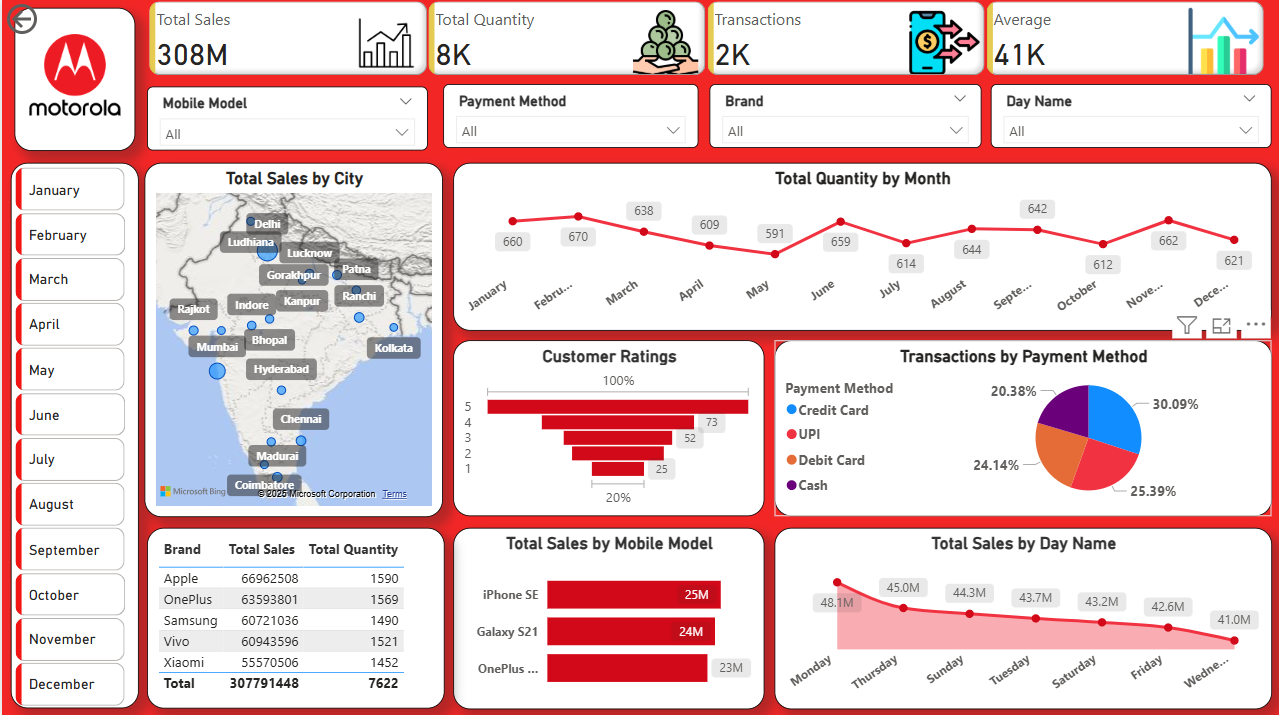 motorola
Total Sales
308M
Total Quantity
8K
Transactions
2K
Average
41K
Mobile Model
All
Payment Method
All
Brand
All
Day Name
All
January
February
March
April
May
June
July
August
September
October
November
December
Total Sales by City
Delhi
Ludhiana
Lucknow
Gorakhpur
Patna
Kanpur
Ranchi
Rajkot
Indore
Mumbai
Bhopal
Kolkata
Hyderabad
Chennai
Madurai
Coimbatore
Microsoft Bing
© 2025 Microsoft Corporation Terms
Total Quantity by Month
660
670
638
609
591
659
614
644
642
612
662
621
January
Febru...
March
April
May
June
July
August
Septe...
October
Nove...
Dece...
Customer Ratings
100%
5
4
73
3
52
2
1
25
20%
Transactions by Payment Method
Payment Method
Credit Card
UPI
Debit Card
Cash
20.38%
30.09%
24.14%
25.39%
Brand Total Sales Total Quantity
Apple 66962508 1590
OnePlus 63593801 1569
Samsung 60721036 1490
Vivo 60943596 1521
Xiaomi 55570506 1452
Total 307791448 7622
Total Sales by Mobile Model
iPhone SE 25M
Galaxy S21 24M
OnePlus ... 23M
Total Sales by Day Name
48.1M
45.0M
44.3M
43.7M
43.2M
42.6M
41.0M
Monday
Thursday
Sunday
Tuesday
Saturday
Friday
Wedne...